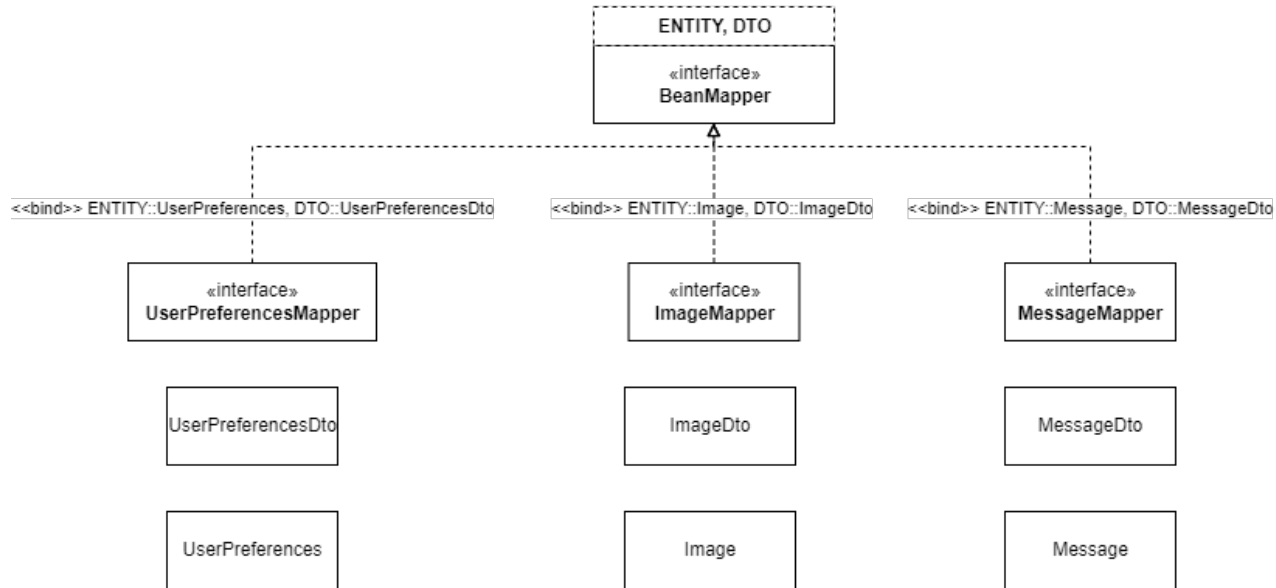 ENTITY, DTO
«interface»
BeanMapper
<<bind>> ENTITY::UserPreferences, DTO::UserPreferencesDto
<<bind>> ENTITY::Image, DTO::ImageDto
<<bind>> ENTITY::Message, DTO::MessageDto
«interface»
UserPreferencesMapper
«interface»
ImageMapper
«interface»
MessageMapper
UserPreferencesDto
ImageDto
MessageDto
UserPreferences
Image
Message